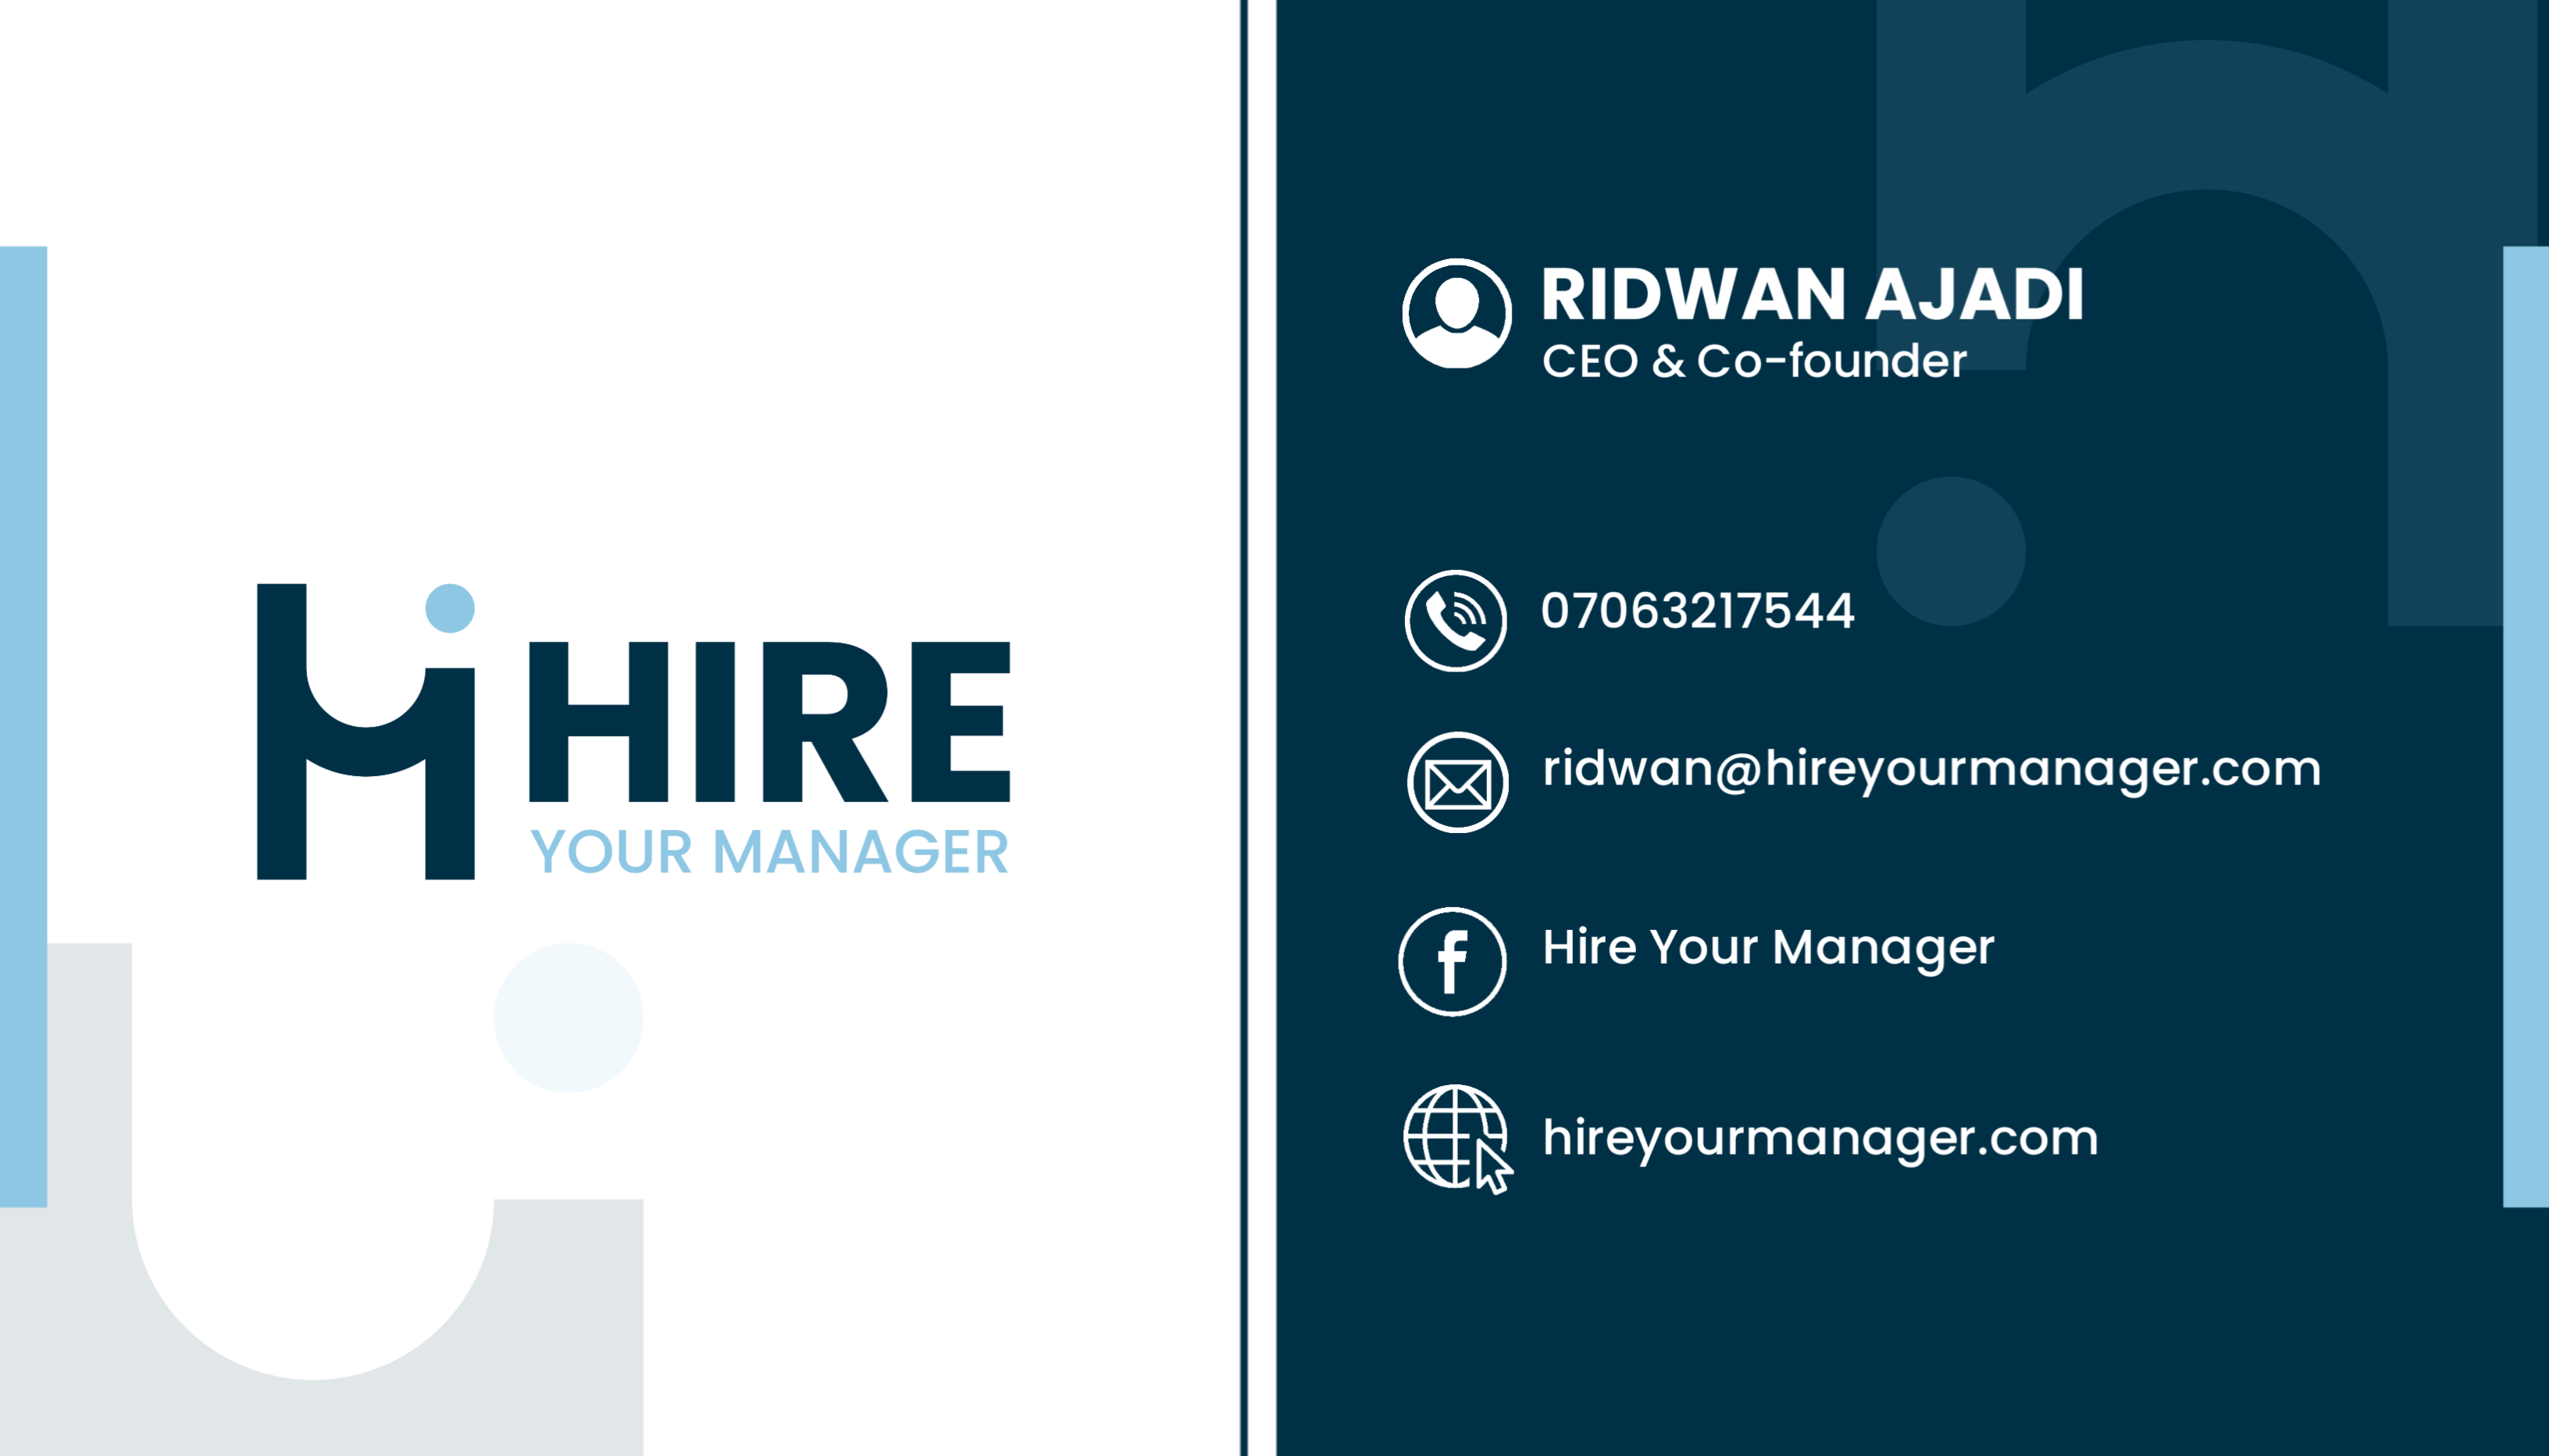 HIRE
YOUR MANAGER
RIDWAN AJADI
CEO & Co-founder
07063217544
ridwan@hireyourmanager.com
Hire Your Manager
hireyourmanager.com